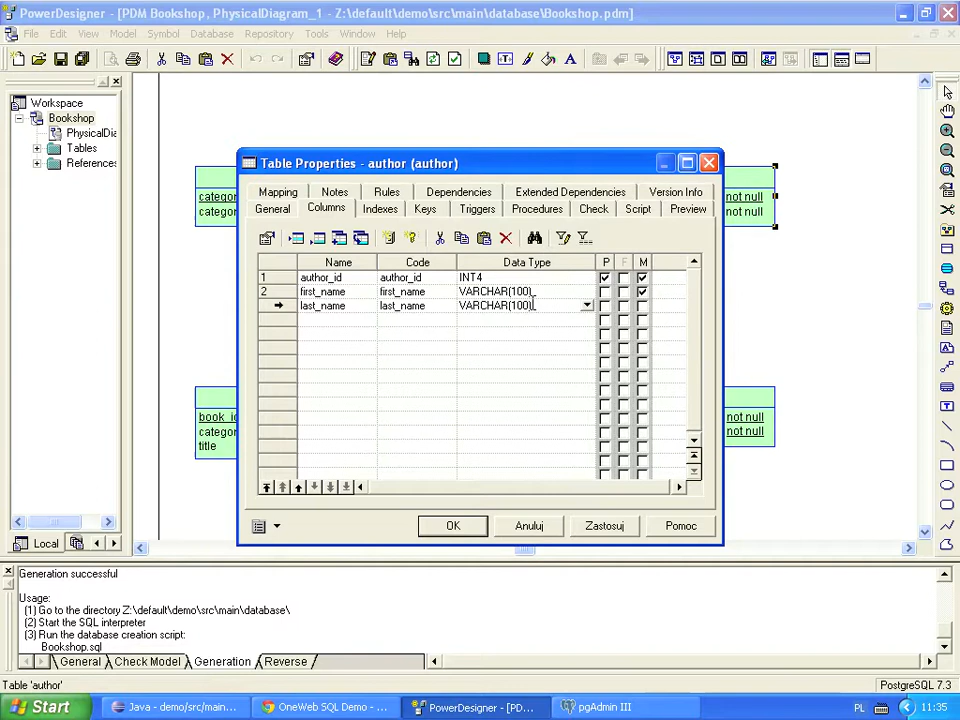 PowerDesigner - [PDM Bookshop, PhysicalDiagram_1 - Z:\default\demo\src\main\database\Bookshop.pdm]
File Edit View Model Symbol Database Repository Tools Window Help
Workspace
Bookshop
PhysicalDia
Tables
References
Local
categor
categor
not null
not null
book_i
categor
title
not null
not null
Table Properties - author (author)
Mapping Notes Rules Dependencies Extended Dependencies Version Info
General Columns Indexes Keys Triggers Procedures Check Script Preview
Name Code Data Type P F M
1 author_id author_id INT4
2 first_name first_name VARCHAR(100)
last_name last_name VARCHAR(100)
OK Anuluj Zastosuj Pomoc
Generation successful
Usage:
(1) Go to the directory Z:\default\demo\src\main\database\
(2) Start the SQL interpreter
(3) Run the database creation script:
Bookshop.sql
General Check Model Generation Reverse
Table 'author' PostgreSQL 7.3
Start Java - demo/src/main... OneWeb SQL Demo - ... PowerDesigner - [PD... pgAdmin III PL 11:35